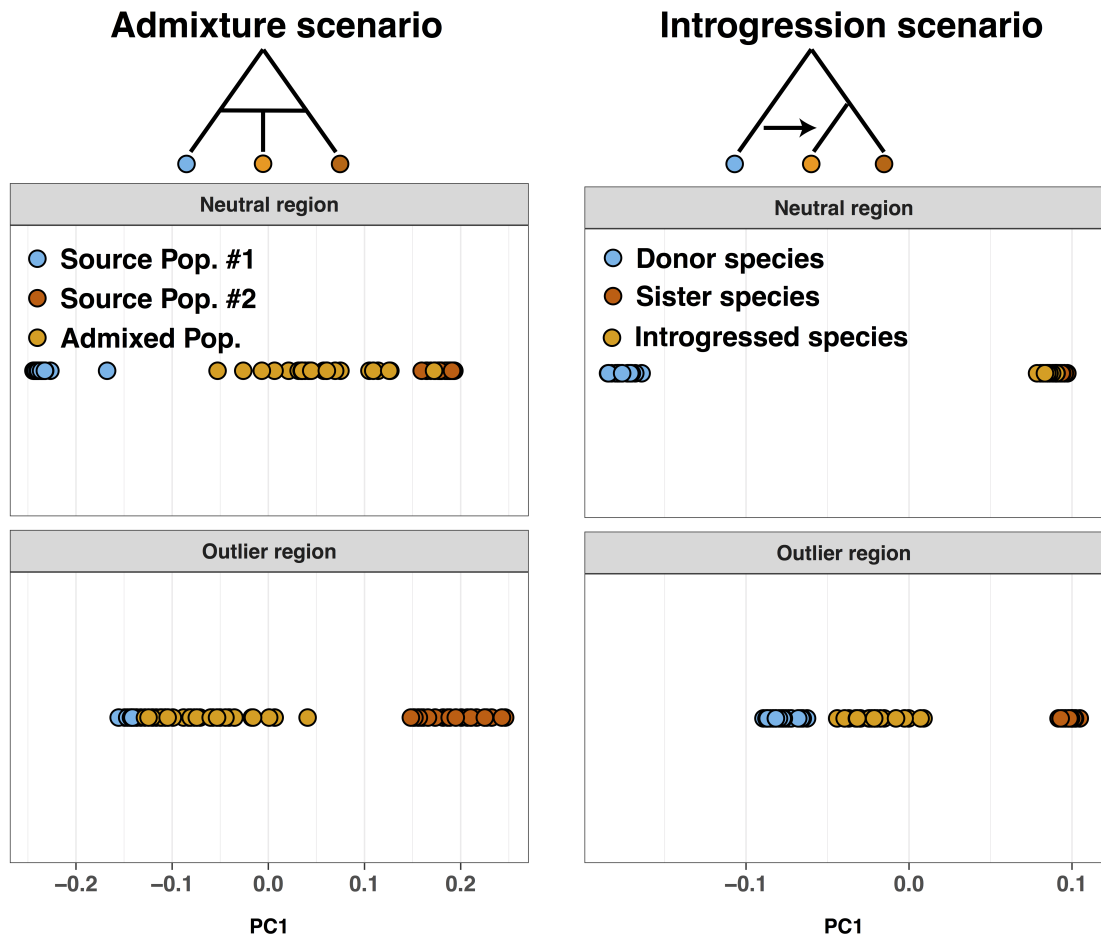 Admixture scenario
Introgression scenario
Neutral region
Source Pop. #1
Source Pop. #2
Admixed Pop.
Neutral region
Donor species
Sister species
Introgressed species
Outlier region
Outlier region
−0.2 −0.1 0.0 0.1 0.2
PC1
−0.1 0.0 0.1
PC1